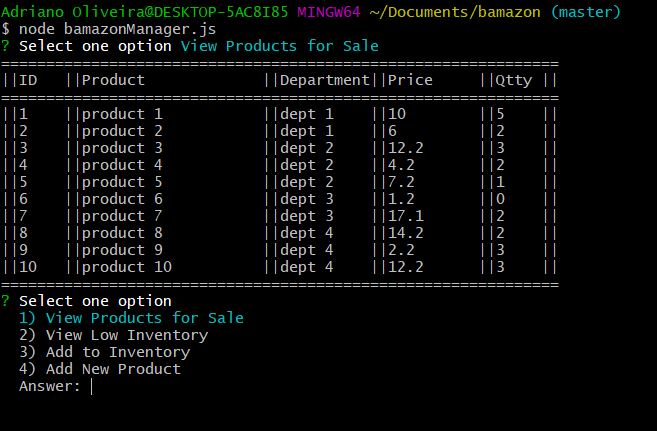 Adriano Oliveira@DESKTOP-5AC8I85 MINGW64 ~/Documents/bamazon (master)
$ node bamazonManager.js
? Select one option View Products for Sale
==============================================================
||ID   ||Product             ||Department||Price     ||Qtty ||
==============================================================
||1    ||product 1           ||dept 1    ||10        ||5    ||
||2    ||product 2           ||dept 1    ||6         ||2    ||
||3    ||product 3           ||dept 2    ||12.2      ||3    ||
||4    ||product 4           ||dept 2    ||4.2       ||2    ||
||5    ||product 5           ||dept 2    ||7.2       ||1    ||
||6    ||product 6           ||dept 3    ||1.2       ||0    ||
||7    ||product 7           ||dept 3    ||17.1      ||2    ||
||8    ||product 8           ||dept 4    ||14.2      ||2    ||
||9    ||product 9           ||dept 4    ||2.2       ||3    ||
||10   ||product 10          ||dept 4    ||12.2      ||3    ||
==============================================================
? Select one option
  1) View Products for Sale
  2) View Low Inventory
  3) Add to Inventory
  4) Add New Product
  Answer: